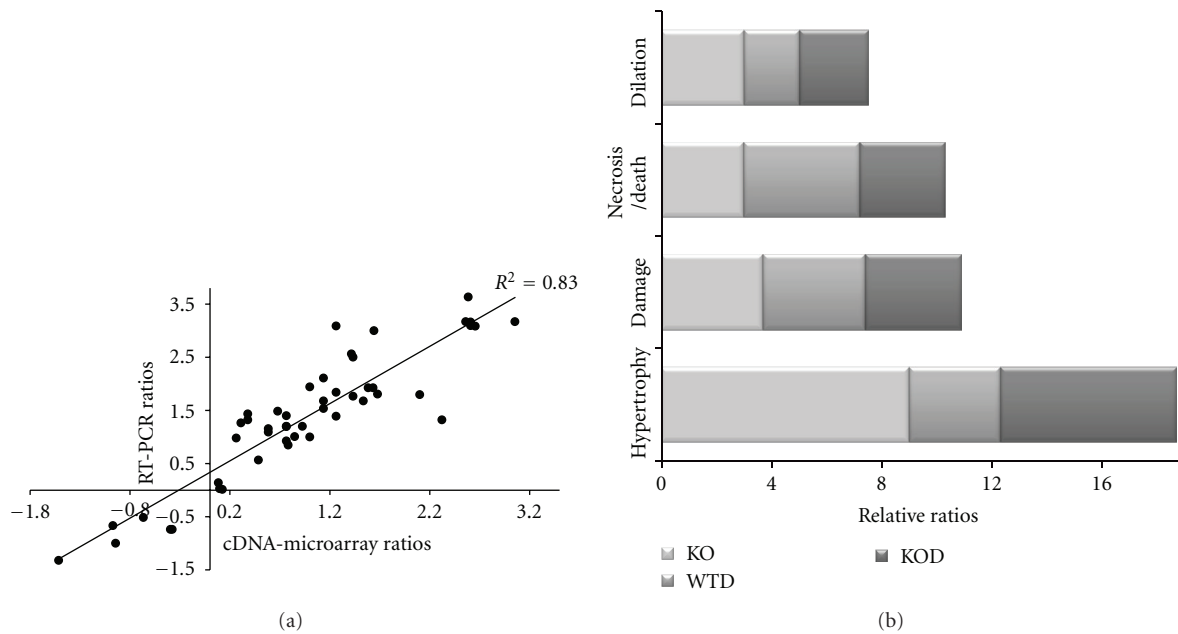 R² = 0.83
3.5
2.5
1.5
0.5
−0.5
−1.5
−1.8
−0.8
0.2
1.2
2.2
3.2
RT-PCR ratios
cDNA-microarray ratios
(a)
Dilation
Necrosis
/death
Damage
Hypertrophy
0
4
8
12
16
Relative ratios
KO
WTD
KOD
(b)